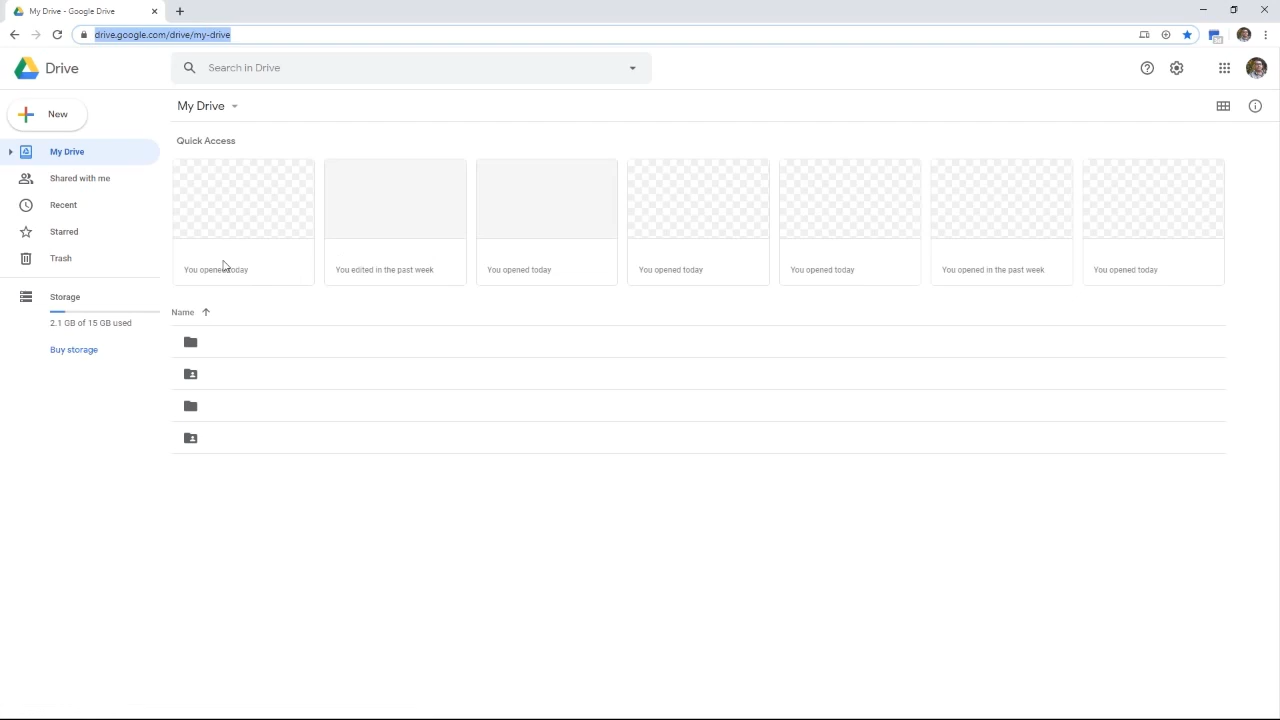 My Drive - Google Drive
drive.google.com/drive/my-drive
Drive
Search in Drive
New
My Drive
My Drive
Shared with me
Recent
Starred
Trash
Storage
2.1 GB of 15 GB used
Buy storage
Quick Access
You opened today
You edited in the past week
You opened today
You opened today
You opened today
You opened in the past week
You opened today
Name